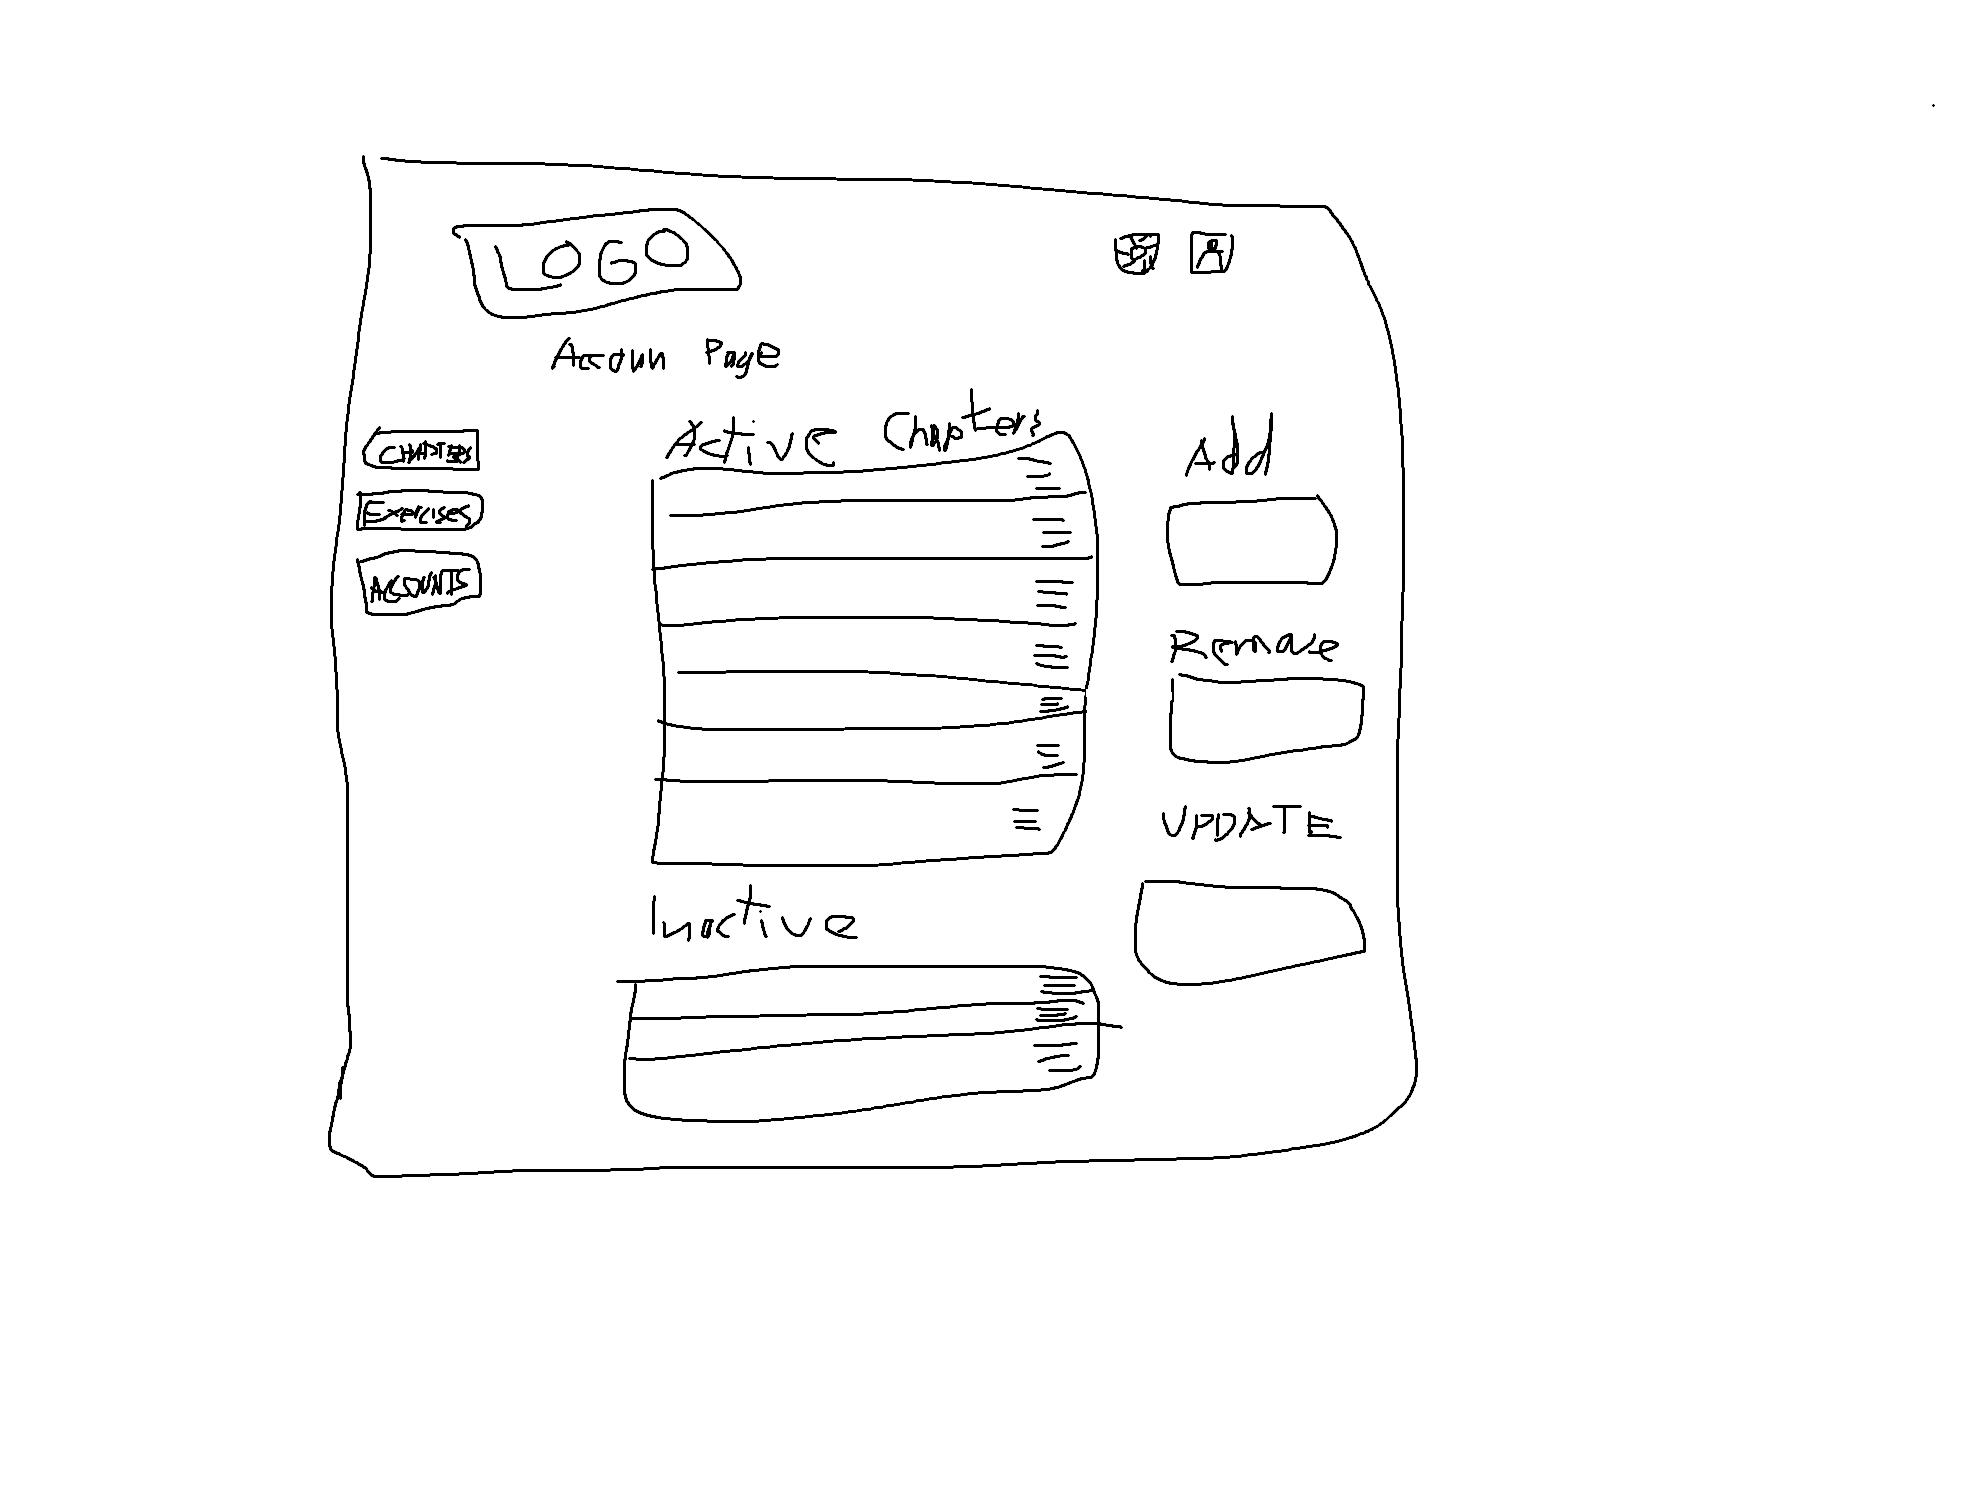 LOGO
Accoun Page
CHAPTERS
Exercises
ACCOUNTS
Active Chapters
Inactive
Add
Remove
UPDATE